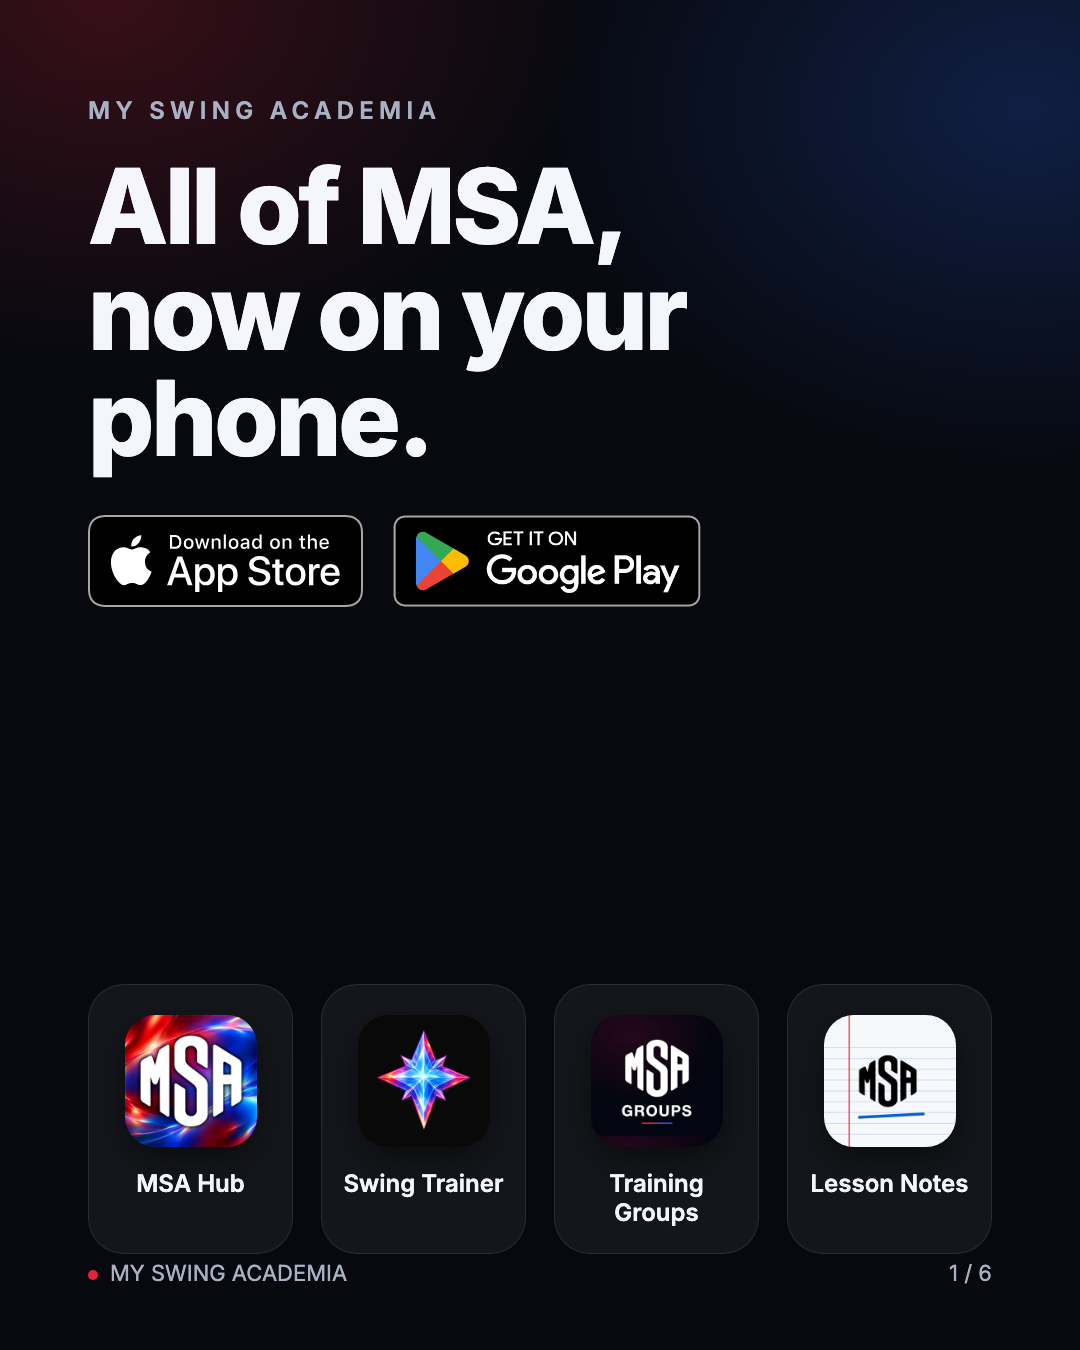 MY SWING ACADEMIA
All of MSA,
now on your
phone.
Download on the
App Store
GET IT ON
Google Play
MSA
MSA
GROUPS
MSA
MSA Hub
Swing Trainer
Training
Groups
Lesson Notes
MY SWING ACADEMIA
1 / 6